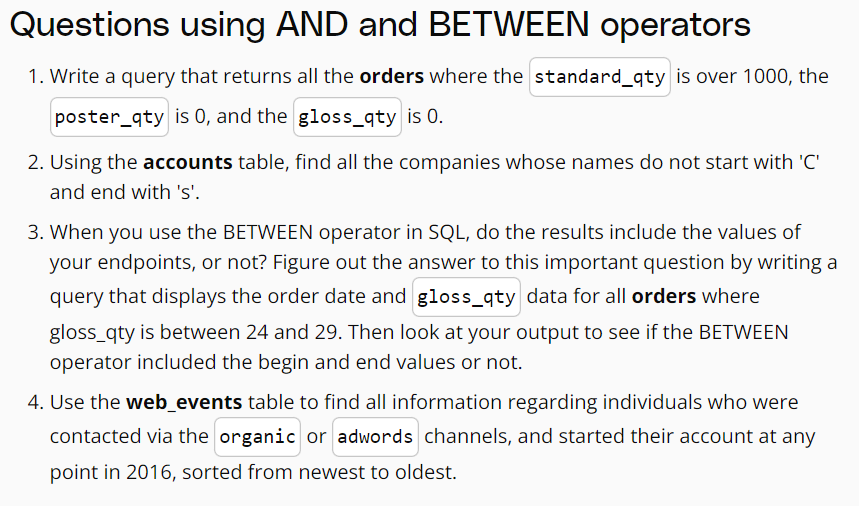 Questions using AND and BETWEEN operators
1. Write a query that returns all the orders where the standard_qty is over 1000, the
poster_qty is 0, and the gloss_qty is 0.
2. Using the accounts table, find all the companies whose names do not start with 'C'
and end with 's'.
3. When you use the BETWEEN operator in SQL, do the results include the values of
your endpoints, or not? Figure out the answer to this important question by writing a
query that displays the order date and gloss_qty data for all orders where
gloss_qty is between 24 and 29. Then look at your output to see if the BETWEEN
operator included the begin and end values or not.
4. Use the web_events table to find all information regarding individuals who were
contacted via the organic or adwords channels, and started their account at any
point in 2016, sorted from newest to oldest.